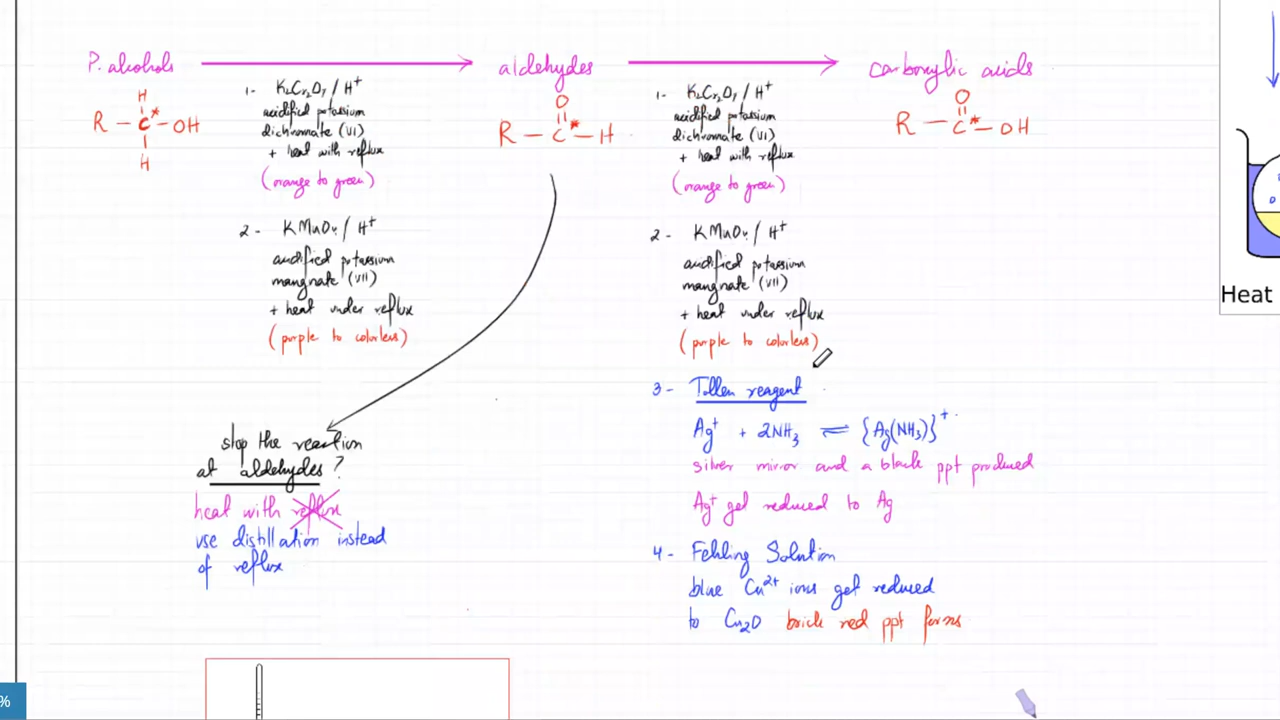 P. alcohols
aldehydes
carboxylic acids
H
R - C* - OH
H
1- K2Cr2O7 / H+
acidified potassium
dichromate (VI)
+ heat with reflux
(orange to green)
2- KMnO4 / H+
acidified potassium
mangnate (VII)
+ heat under reflux
(purple to colorless)
O
R - C* - H
1- K2Cr2O7 / H+
acidified potassium
dichromate (VI)
+ heat with reflux
(orange to green)
2- KMnO4 / H+
acidified potassium
mangnate (VII)
+ heat under reflux
(purple to colorless)
3- Tollen reagent
Ag+ + 2NH3 ⇌ {Ag(NH3)}+
silver mirror and a black ppt produced
Ag+ get reduced to Ag
4- Fehling Solution
blue Cu2+ ions get reduced
to Cu2O brick red ppt forms
O
R - C* - OH
stop the reaction
at aldehydes?
heat with reflux
use distillation instead
of reflux
Heat
%